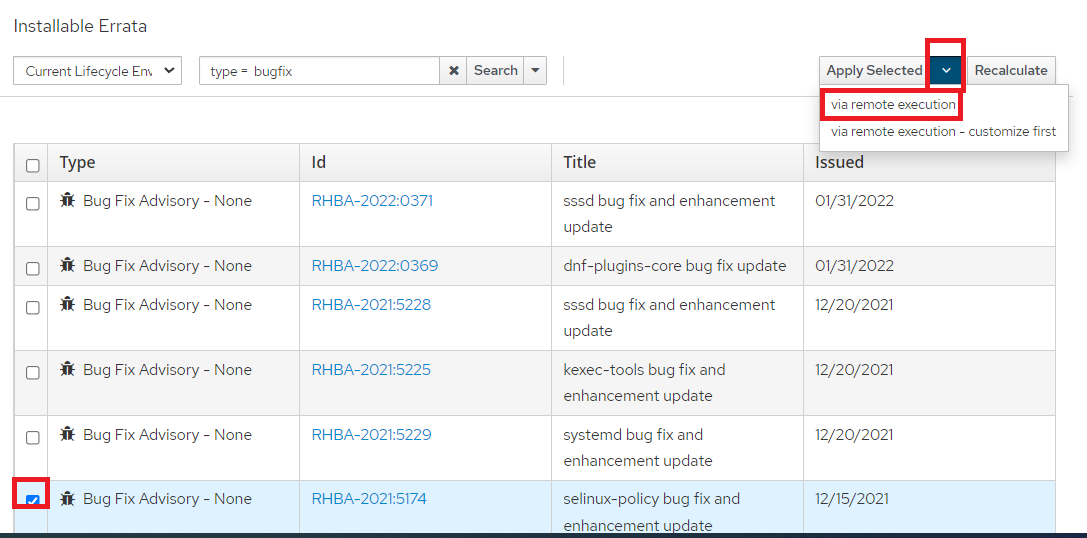 Installable Errata
Current Lifecycle Env
type = bugfix
Search
Apply Selected
Recalculate
via remote execution
via remote execution - customize first
Type Id Title Issued
Bug Fix Advisory - None RHBA-2022:0371 sssd bug fix and enhancement 01/31/2022
update
Bug Fix Advisory - None RHBA-2022:0369 dnf-plugins-core bug fix update 01/31/2022
Bug Fix Advisory - None RHBA-2021:5228 sssd bug fix and enhancement 12/20/2021
update
Bug Fix Advisory - None RHBA-2021:5225 kexec-tools bug fix and 12/20/2021
enhancement update
Bug Fix Advisory - None RHBA-2021:5229 systemd bug fix and 12/20/2021
enhancement update
Bug Fix Advisory - None RHBA-2021:5174 selinux-policy bug fix and 12/15/2021
enhancement update